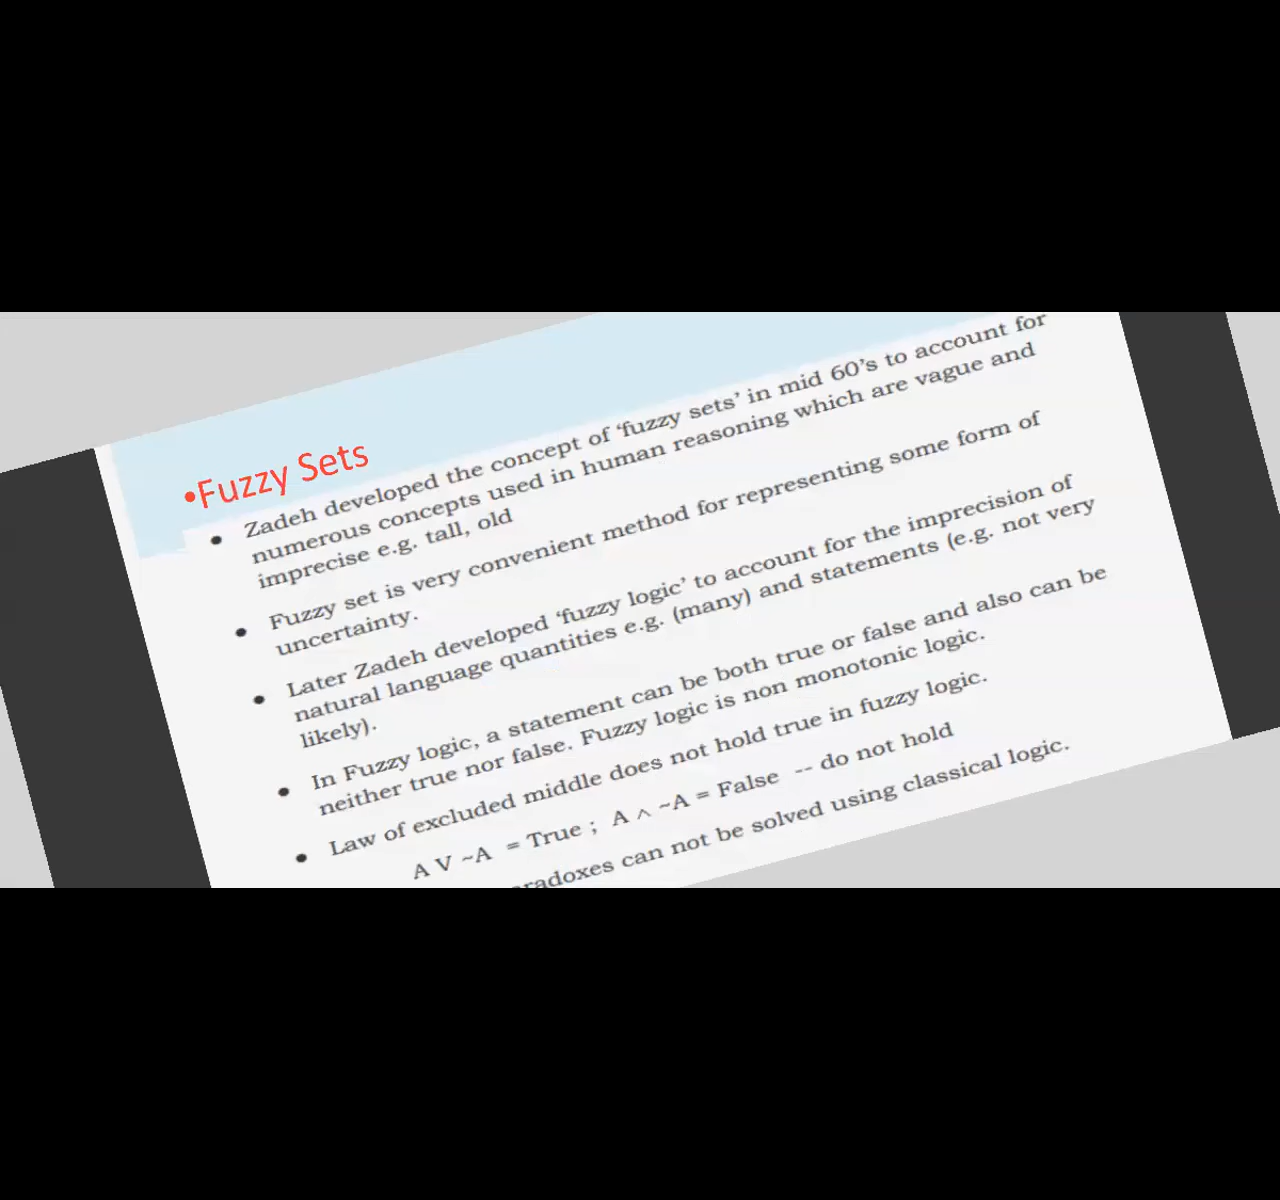 •Fuzzy Sets
• Zadeh developed the concept of ‘fuzzy sets’ in mid 60’s to account for
numerous concepts used in human reasoning which are vague and
imprecise e.g. tall, old
• Fuzzy set is very convenient method for representing some form of
uncertainty.
• Later Zadeh developed ‘fuzzy logic’ to account for the imprecision of
natural language quantities e.g. (many) and statements (e.g. not very
likely).
• In Fuzzy logic, a statement can be both true or false and also can be
neither true nor false. Fuzzy logic is non monotonic logic.
• Law of excluded middle does not hold true in fuzzy logic.
A V ~A = True ; A ∧ ~A = False -- do not hold
can not be solved using classical logic.